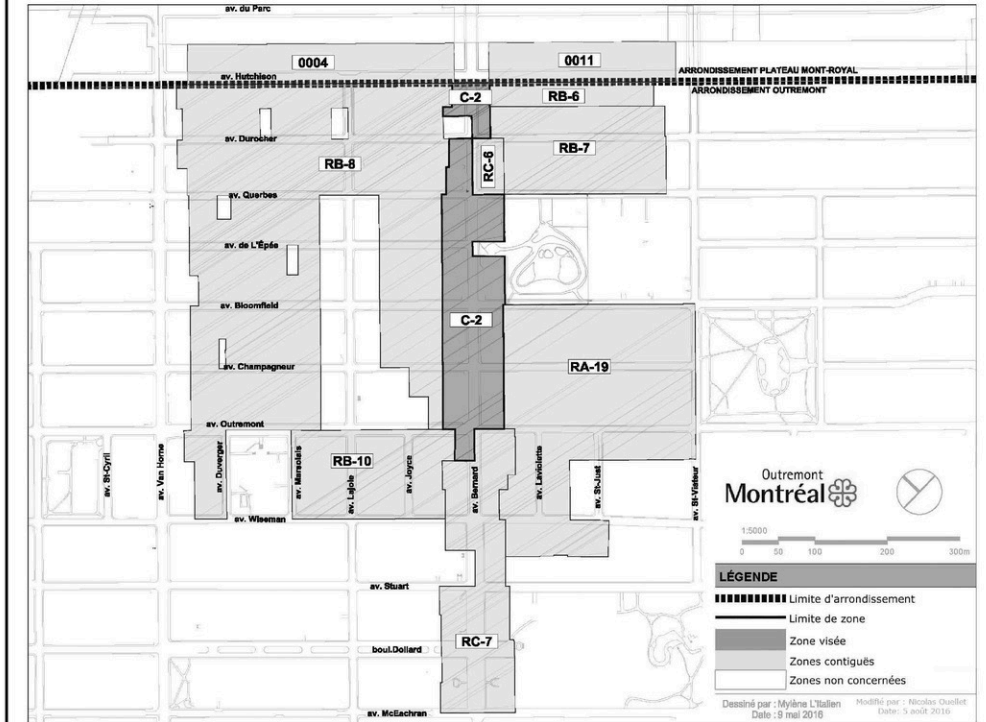 av. du Parc
0004
0011
av. Hutchison
ARRONDISSEMENT PLATEAU MONT-ROYAL
ARRONDISSEMENT OUTREMONT
C-2
RB-6
av. Durocher
RB-8
RC-6
RB-7
av. Querbes
av. de L'Épée
av. Bloomfield
C-2
av. Champagneur
RA-19
av. Outremont
av. St-Cyril
av. Van Horne
av. Duverger
av. Marsolais
RB-10
av. Lajoie
av. Joyce
av. Bernard
av. Laviolette
av. St-Just
av. St-Viateur
av. Wiseman
Outremont
Montréal
1:5000
0 50 100 200 300m
av. Stuart
RC-7
boul.Dollard
av. McEachran
LÉGENDE
Limite d'arrondissement
Limite de zone
Zone visée
Zones contiguës
Zones non concernées
Dessiné par : Mylène L'Italien
Date : 9 mai 2016
Modifié par : Nicolas Ouellet
Date: 5 août 2016